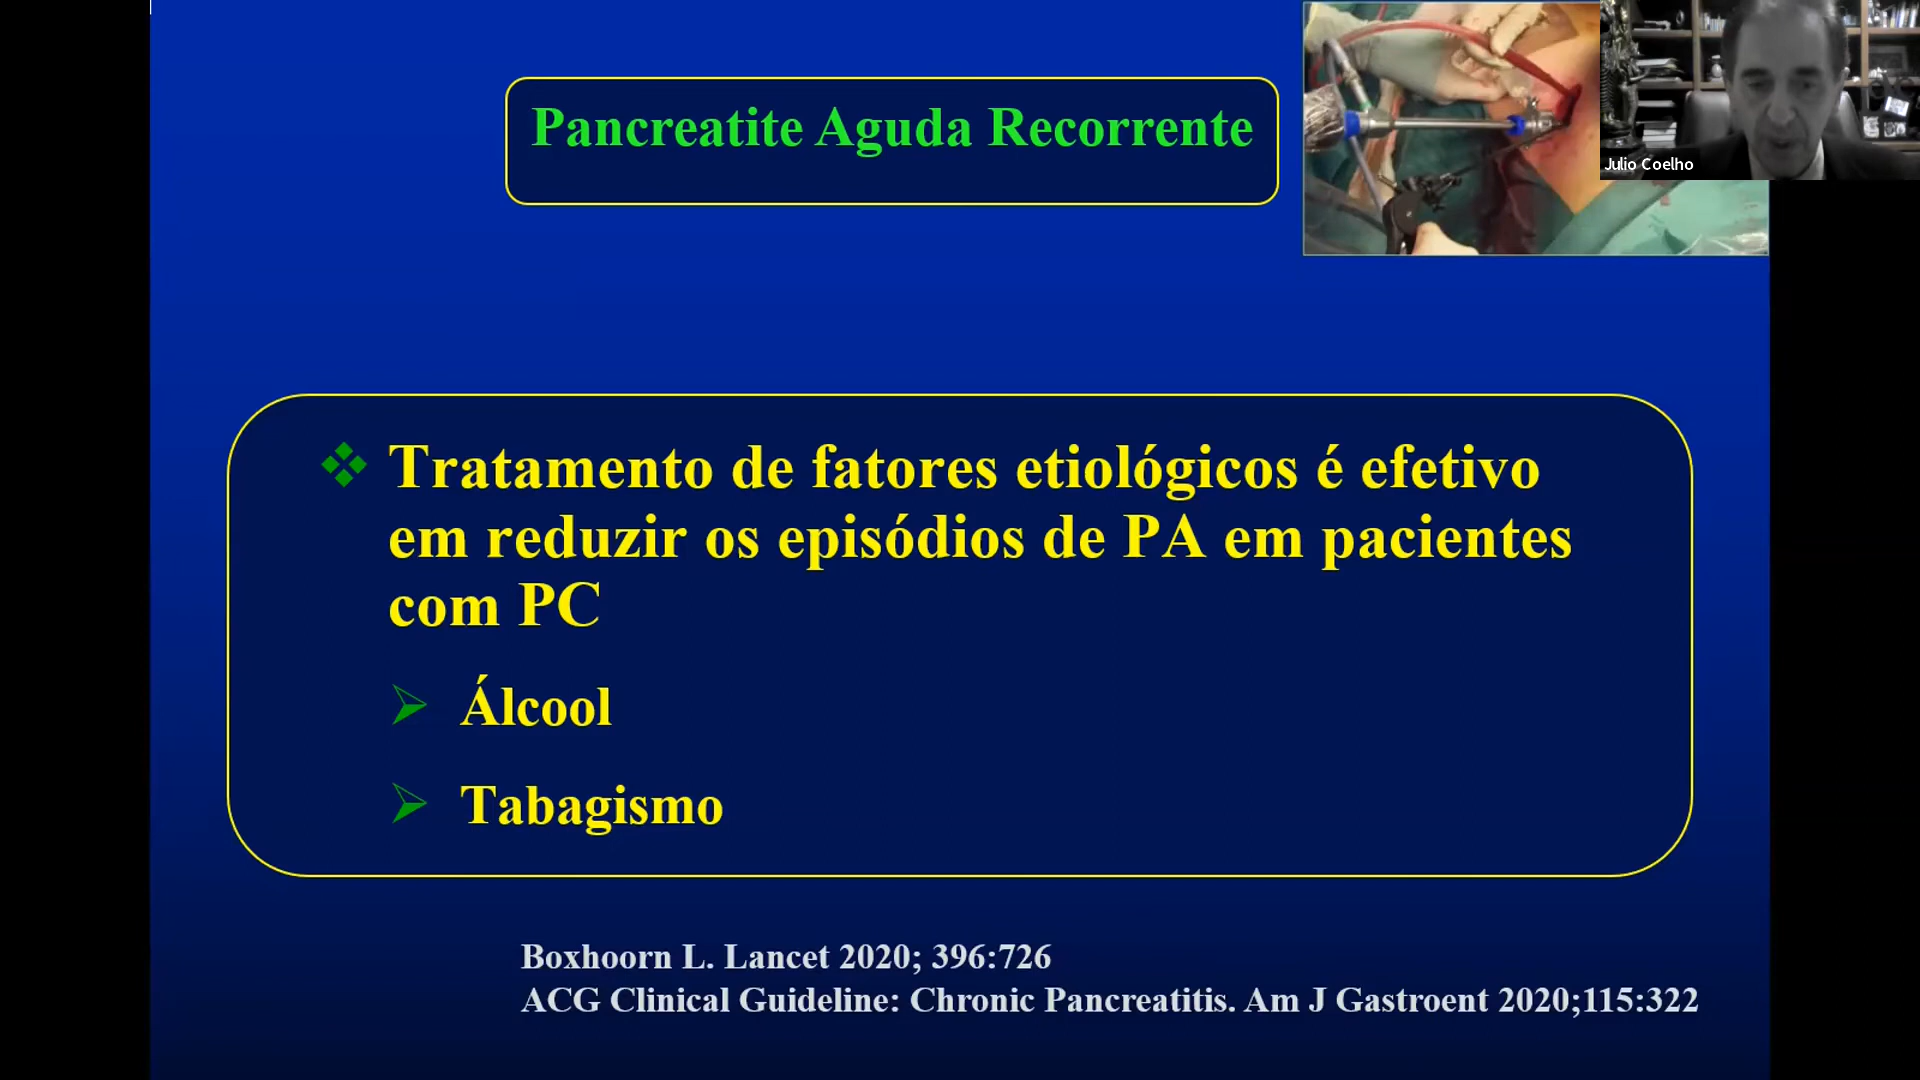 Pancreatite Aguda Recorrente
Julio Coelho
Tratamento de fatores etiológicos é efetivo
em reduzir os episódios de PA em pacientes
com PC
Álcool
Tabagismo
Boxhoorn L. Lancet 2020; 396:726
ACG Clinical Guideline: Chronic Pancreatitis. Am J Gastroent 2020;115:322